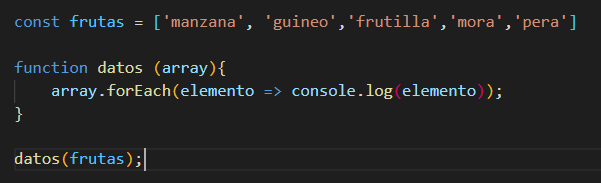 const frutas = ['manzana', 'guineo','frutilla','mora','pera']
function datos (array){
array.forEach(elemento => console.log(elemento));
}
datos(frutas);